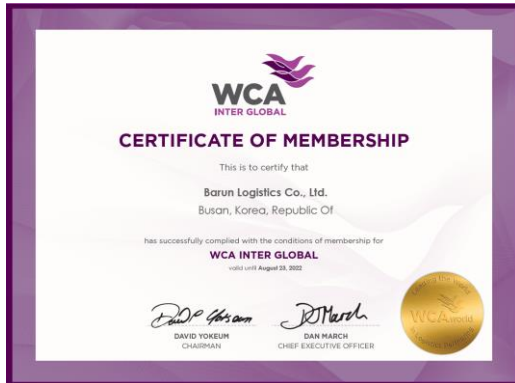 WCA
INTER GLOBAL
CERTIFICATE OF MEMBERSHIP
This is to certify that
Barun Logistics Co., Ltd.
Busan, Korea, Republic Of
has successfully complied with the conditions of membership for
WCA INTER GLOBAL
valid until August 23, 2022
DAVID YOKEUM
CHAIRMAN
DAN MARCH
CHIEF EXECUTIVE OFFICER
WCAworld